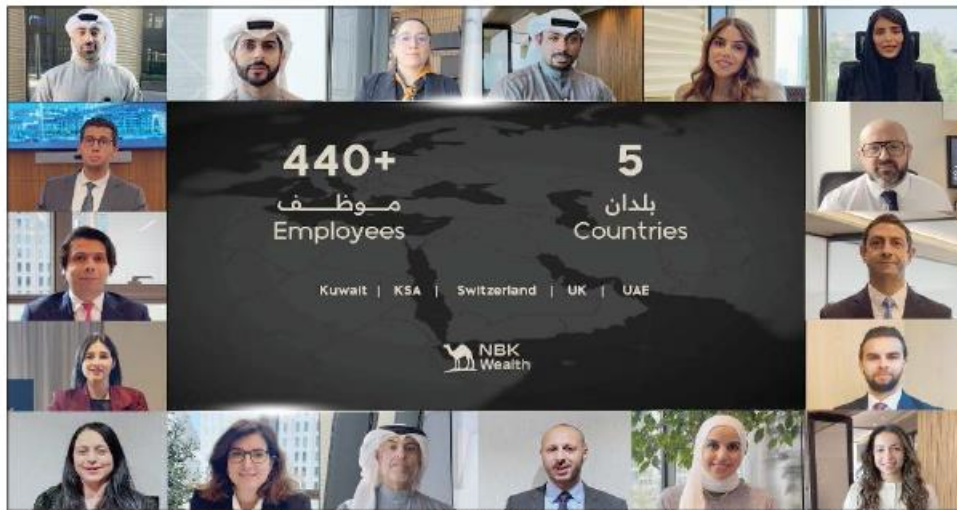 440+
موظف
Employees
5
بلدان
Countries
Kuwait | KSA | Switzerland | UK | UAE
NBK
Wealth